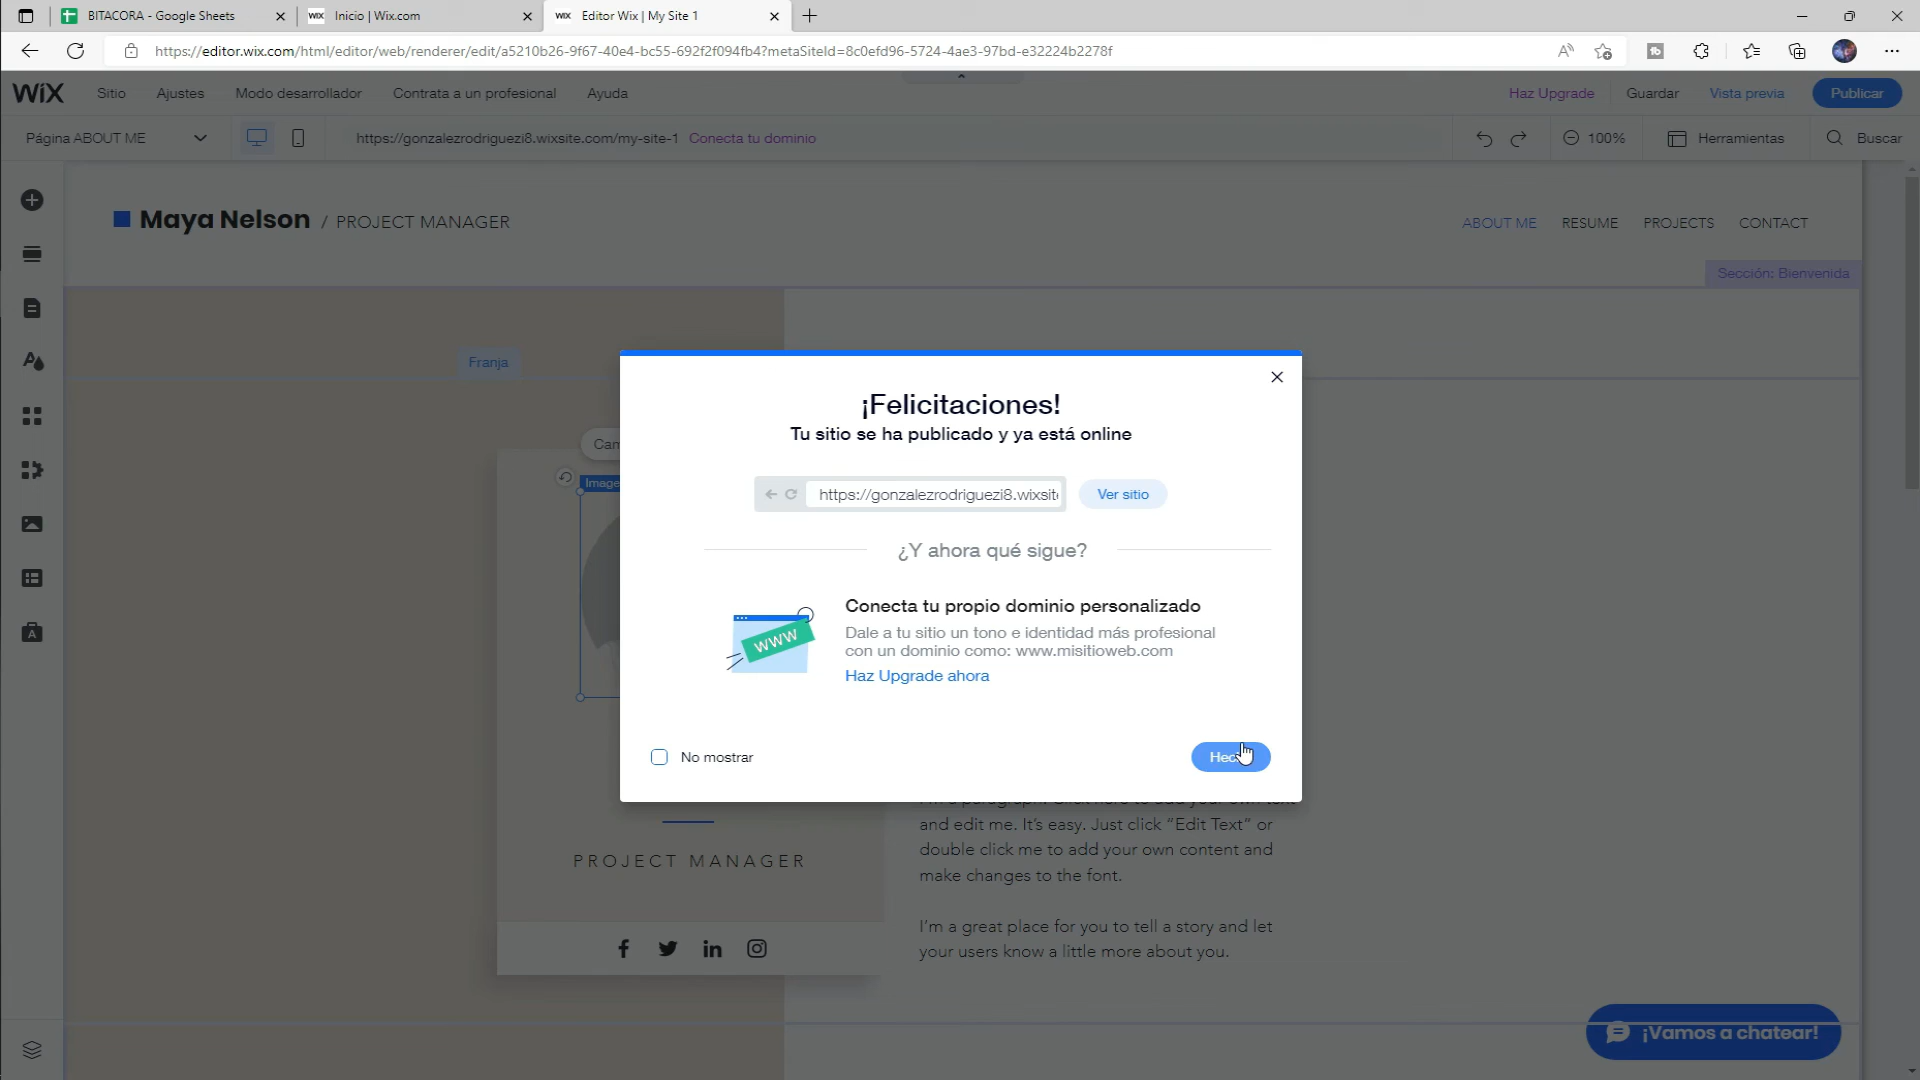 BITACORA - Google Sheets
WIX Inicio | Wix.com
WIX Editor Wix | My Site 1
https://editor.wix.com/html/editor/web/renderer/edit/a5210b26-9f67-40e4-bc55-692f2f094fb4?metaSiteId=8c0efd96-5724-4ae3-97bd-e32224b2278f
WiX Sitio Ajustes Modo desarrollador Contrata a un profesional Ayuda Haz Upgrade Guardar Vista previa Publicar
Página ABOUT ME https://gonzalezrodriguezi8.wixsite.com/my-site-1 Conecta tu dominio 100% Herramientas Buscar
Maya Nelson / PROJECT MANAGER
ABOUT ME RESUME PROJECTS CONTACT
Sección: Bienvenida
Franja
¡Felicitaciones!
Tu sitio se ha publicado y ya está online
https://gonzalezrodriguezi8.wixsit Ver sitio
¿Y ahora qué sigue?
WWW
Conecta tu propio dominio personalizado
Dale a tu sitio un tono e identidad más profesional
con un dominio como: www.misitioweb.com
Haz Upgrade ahora
No mostrar
PROJECT MANAGER
and edit me. It's easy. Just click “Edit Text” or
double click me to add your own content and
make changes to the font.
I'm a great place for you to tell a story and let
your users know a little more about you.
¡Vamos a chatear!